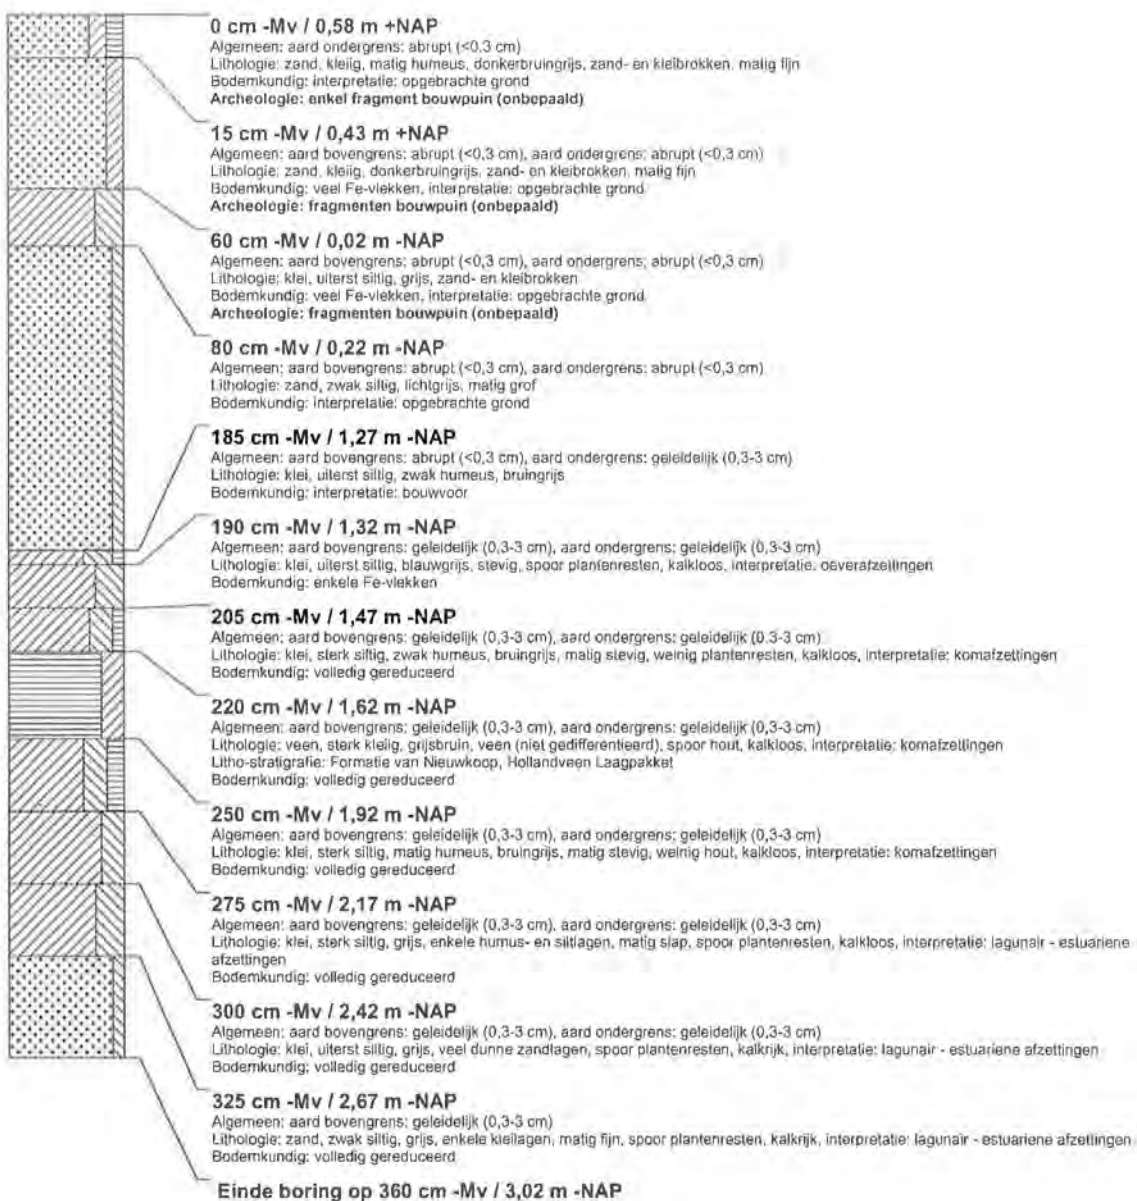 0 cm -Mv / 0,58 m +NAP
Algemeen: aard ondergrens: abrupt (<0,3 cm)
Lithologie: zand, kleiig, matig humeus, donkerbruingrijs, zand- en kleibrokken, matig fijn
Bodemkundig: interpretatie: opgebrachte grond
Archeologie: enkel fragment bouwpuin (onbepaald)
15 cm -Mv / 0,43 m +NAP
Algemeen: aard bovengrens: abrupt (<0,3 cm), aard ondergrens: abrupt (<0,3 cm)
Lithologie: zand, kleiig, donkerbruingrijs, zand- en kleibrokken, matig fijn
Bodemkundig: veel Fe-vlekken, interpretatie: opgebrachte grond
Archeologie: fragmenten bouwpuin (onbepaald)
60 cm -Mv / 0,02 m -NAP
Algemeen: aard bovengrens: abrupt (<0,3 cm), aard ondergrens: abrupt (<0,3 cm)
Lithologie: klei, uiterst siltig, grijs, zand- en kleibrokken
Bodemkundig: veel Fe-vlekken, interpretatie: opgebrachte grond
Archeologie: fragmenten bouwpuin (onbepaald)
80 cm -Mv / 0,22 m -NAP
Algemeen: aard bovengrens: abrupt (<0,3 cm), aard ondergrens: abrupt (<0,3 cm)
Lithologie: zand, zwak siltig, lichtgrijs, matig grof
Bodemkundig: interpretatie: opgebrachte grond
185 cm -Mv / 1,27 m -NAP
Algemeen: aard bovengrens: abrupt (<0,3 cm), aard ondergrens: geleidelijk (0,3-3 cm)
Lithologie: klei, uiterst siltig, zwak humeus, bruingrijs
Bodemkundig: interpretatie: bouwvoor
190 cm -Mv / 1,32 m -NAP
Algemeen: aard bovengrens: geleidelijk (0,3-3 cm), aard ondergrens: geleidelijk (0,3-3 cm)
Lithologie: klei, uiterst siltig, blauwgrijs, stevig, spoor plantenresten, kalkloos, interpretatie: oeverafzettingen
Bodemkundig: enkele Fe-vlekken
205 cm -Mv / 1,47 m -NAP
Algemeen: aard bovengrens: geleidelijk (0,3-3 cm), aard ondergrens: geleidelijk (0,3-3 cm)
Lithologie: klei, sterk siltig, zwak humeus, bruingrijs, matig stevig, weinig plantenresten, kalkloos, interpretatie: komafzettingen
Bodemkundig: volledig gereduceerd
220 cm -Mv / 1,62 m -NAP
Algemeen: aard bovengrens: geleidelijk (0,3-3 cm), aard ondergrens: geleidelijk (0,3-3 cm)
Lithologie: veen, sterk kleiig, grijsbruin, veen (niet gedifferentieerd), spoor hout, kalkloos, interpretatie: komafzettingen
Litho-stratigrafie: Formatie van Nieuwkoop, Hollandveen Laagpakket
Bodemkundig: volledig gereduceerd
250 cm -Mv / 1,92 m -NAP
Algemeen: aard bovengrens: geleidelijk (0,3-3 cm), aard ondergrens: geleidelijk (0,3-3 cm)
Lithologie: klei, sterk siltig, matig humeus, bruingrijs, matig stevig, weinig hout, kalkloos, interpretatie: komafzettingen
Bodemkundig: volledig gereduceerd
275 cm -Mv / 2,17 m -NAP
Algemeen: aard bovengrens: geleidelijk (0,3-3 cm), aard ondergrens: geleidelijk (0,3-3 cm)
Lithologie: klei, sterk siltig, grijs, enkele humus- en siltlagen, matig slap, spoor plantenresten, kalkloos, interpretatie: lagunair - estuariene
afzettingen
Bodemkundig: volledig gereduceerd
300 cm -Mv / 2,42 m -NAP
Algemeen: aard bovengrens: geleidelijk (0,3-3 cm), aard ondergrens: geleidelijk (0,3-3 cm)
Lithologie: klei, uiterst siltig, grijs, veel dunne zandlagen, spoor plantenresten, kalkrijk, interpretatie: lagunair - estuariene afzettingen
Bodemkundig: volledig gereduceerd
325 cm -Mv / 2,67 m -NAP
Algemeen: aard bovengrens: geleidelijk (0,3-3 cm)
Lithologie: zand, zwak siltig, grijs, enkele kleilagen, matig fijn, spoor plantenresten, kalkrijk, interpretatie: lagunair - estuariene afzettingen
Bodemkundig: volledig gereduceerd
Einde boring op 360 cm -Mv / 3,02 m -NAP